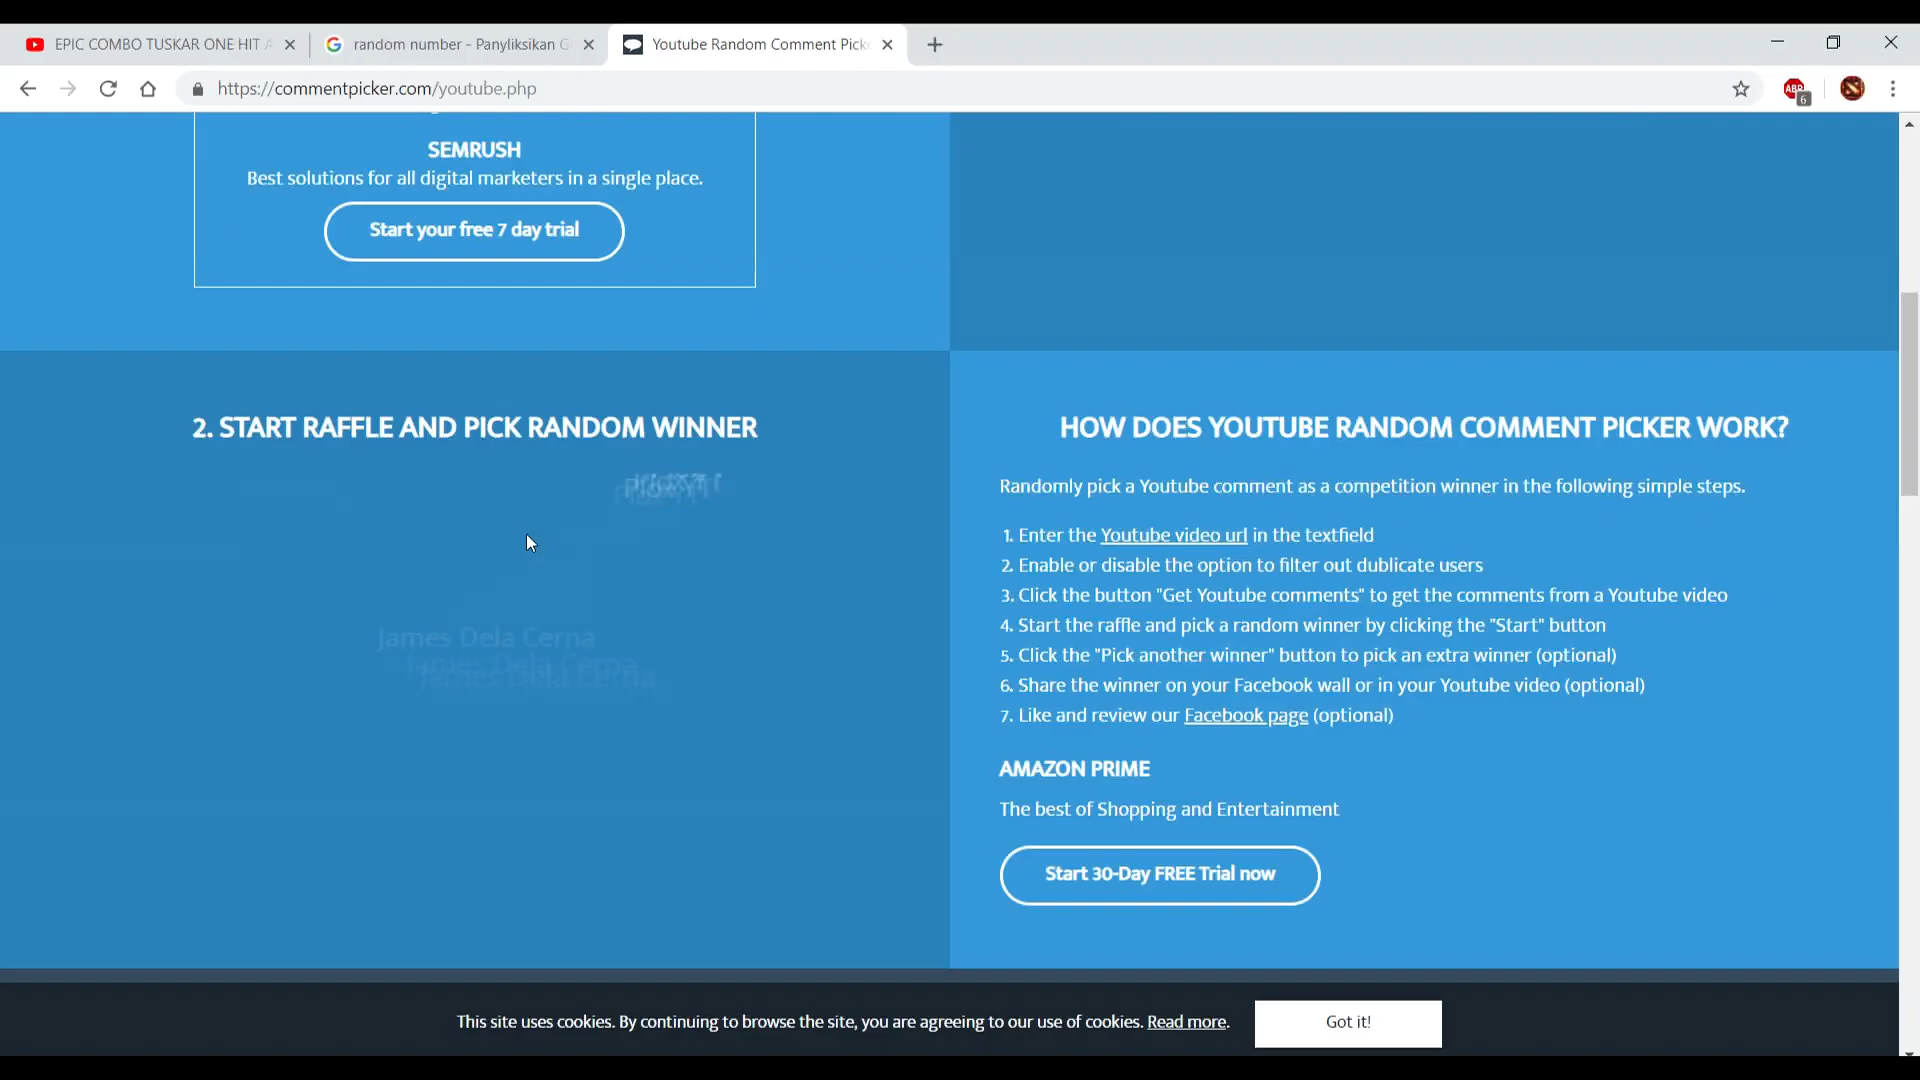 EPIC COMBO TUSKAR ONE HIT
random number - Panyliksikan G
Youtube Random Comment Pick
https://commentpicker.com/youtube.php
ABP
6
SEMRUSH
Best solutions for all digital marketers in a single place.
Start your free 7 day trial
2. START RAFFLE AND PICK RANDOM WINNER
James Dela Cerna
James Dela Cerna
James Dela Cerna
HOW DOES YOUTUBE RANDOM COMMENT PICKER WORK?
Randomly pick a Youtube comment as a competition winner in the following simple steps.
1. Enter the Youtube video url in the textfield
2. Enable or disable the option to filter out dublicate users
3. Click the button "Get Youtube comments" to get the comments from a Youtube video
4. Start the raffle and pick a random winner by clicking the "Start" button
5. Click the "Pick another winner" button to pick an extra winner (optional)
6. Share the winner on your Facebook wall or in your Youtube video (optional)
7. Like and review our Facebook page (optional)
AMAZON PRIME
The best of Shopping and Entertainment
Start 30-Day FREE Trial now
This site uses cookies. By continuing to browse the site, you are agreeing to our use of cookies. Read more.
Got it!